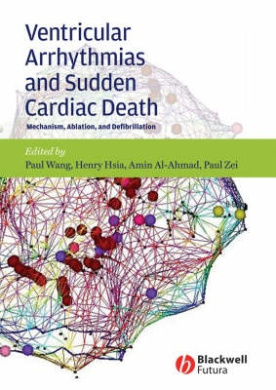 Ventricular
Arrhythmias
and Sudden
Cardiac Death
Mechanism, Ablation, and Defibrillation
Edited by
Paul Wang, Henry Hsia, Amin Al-Ahmad, Paul Zei
Blackwell
Futura